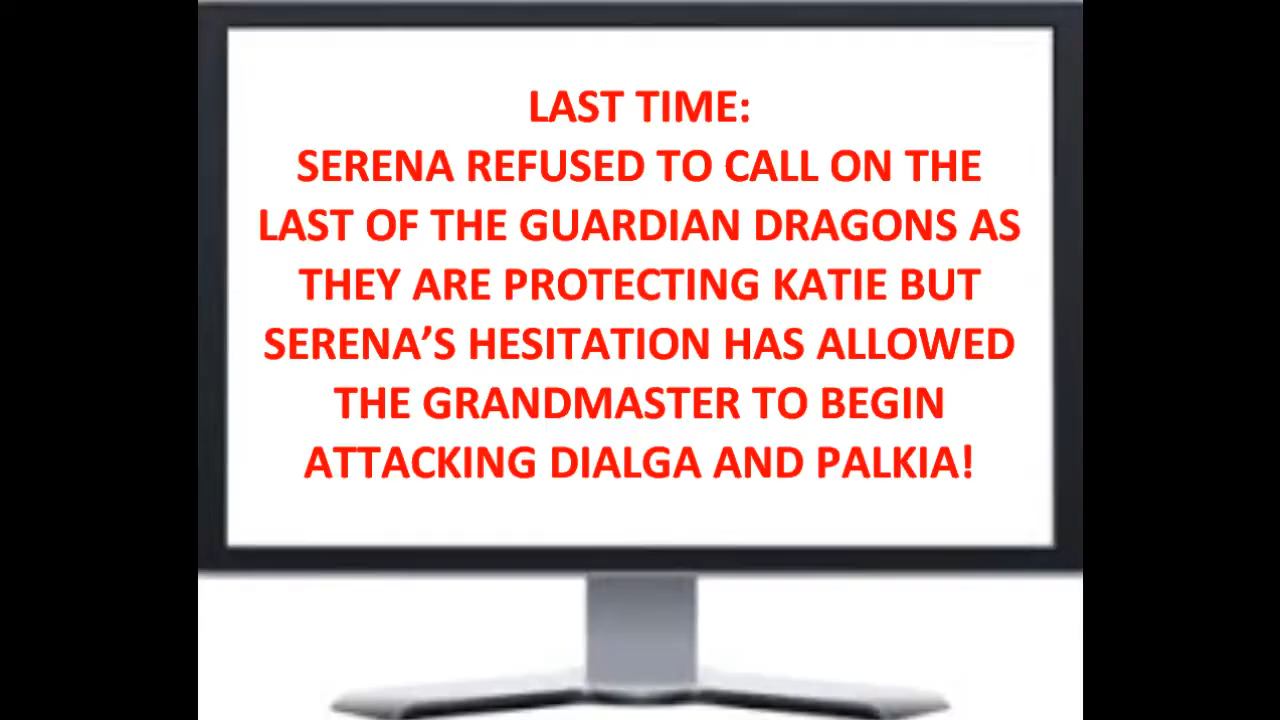 LAST TIME:
SERENA REFUSED TO CALL ON THE
LAST OF THE GUARDIAN DRAGONS AS
THEY ARE PROTECTING KATIE BUT
SERENA’S HESITATION HAS ALLOWED
THE GRANDMASTER TO BEGIN
ATTACKING DIALGA AND PALKIA!